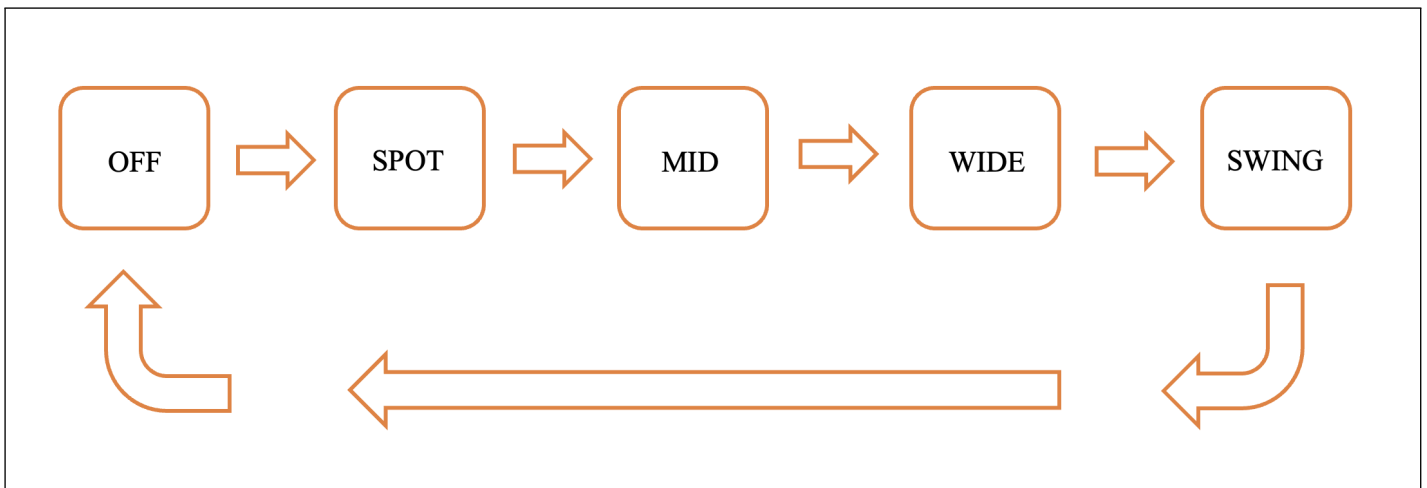 OFF
SPOT
MID
WIDE
SWING